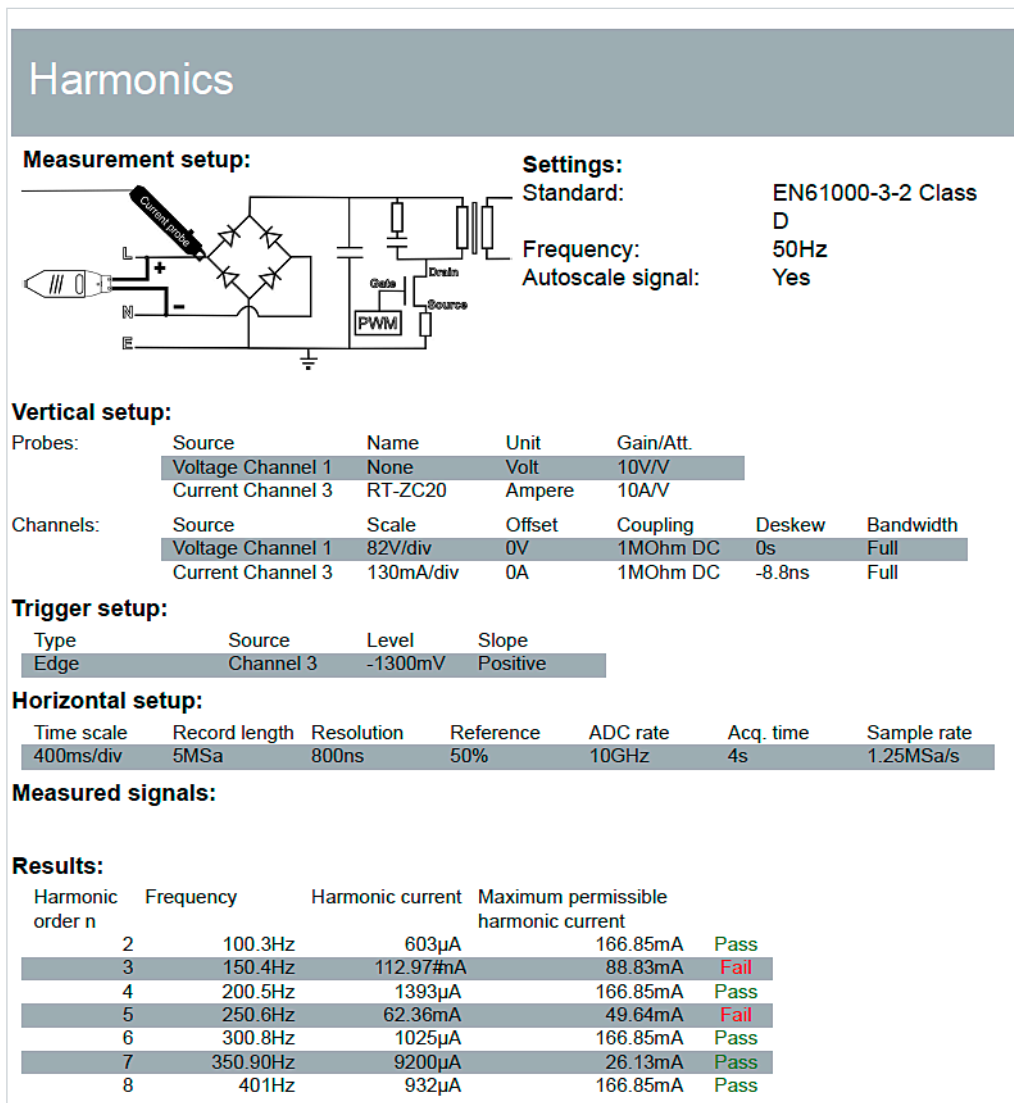 Harmonics
Measurement setup:
Current probe
L
+
-
N
E
Gate
Drain
Source
PWM
Settings:
Standard: EN61000-3-2 Class
D
Frequency: 50Hz
Autoscale signal: Yes
Vertical setup:
Probes: Source Name Unit Gain/Att.
Voltage Channel 1 None Volt 10V/V
Current Channel 3 RT-ZC20 Ampere 10A/V
Channels: Source Scale Offset Coupling Deskew Bandwidth
Voltage Channel 1 82V/div 0V 1MOhm DC 0s Full
Current Channel 3 130mA/div 0A 1MOhm DC -8.8ns Full
Trigger setup:
Type Source Level Slope
Edge Channel 3 -1300mV Positive
Horizontal setup:
Time scale Record length Resolution Reference ADC rate Acq. time Sample rate
400ms/div 5MSa 800ns 50% 10GHz 4s 1.25MSa/s
Measured signals:
Results:
Harmonic Frequency Harmonic current Maximum permissible
order n harmonic current
2 100.3Hz 603µA 166.85mA Pass
3 150.4Hz 112.97#mA 88.83mA Fail
4 200.5Hz 1393µA 166.85mA Pass
5 250.6Hz 62.36mA 49.64mA Fail
6 300.8Hz 1025µA 166.85mA Pass
7 350.90Hz 9200µA 26.13mA Pass
8 401Hz 932µA 166.85mA Pass